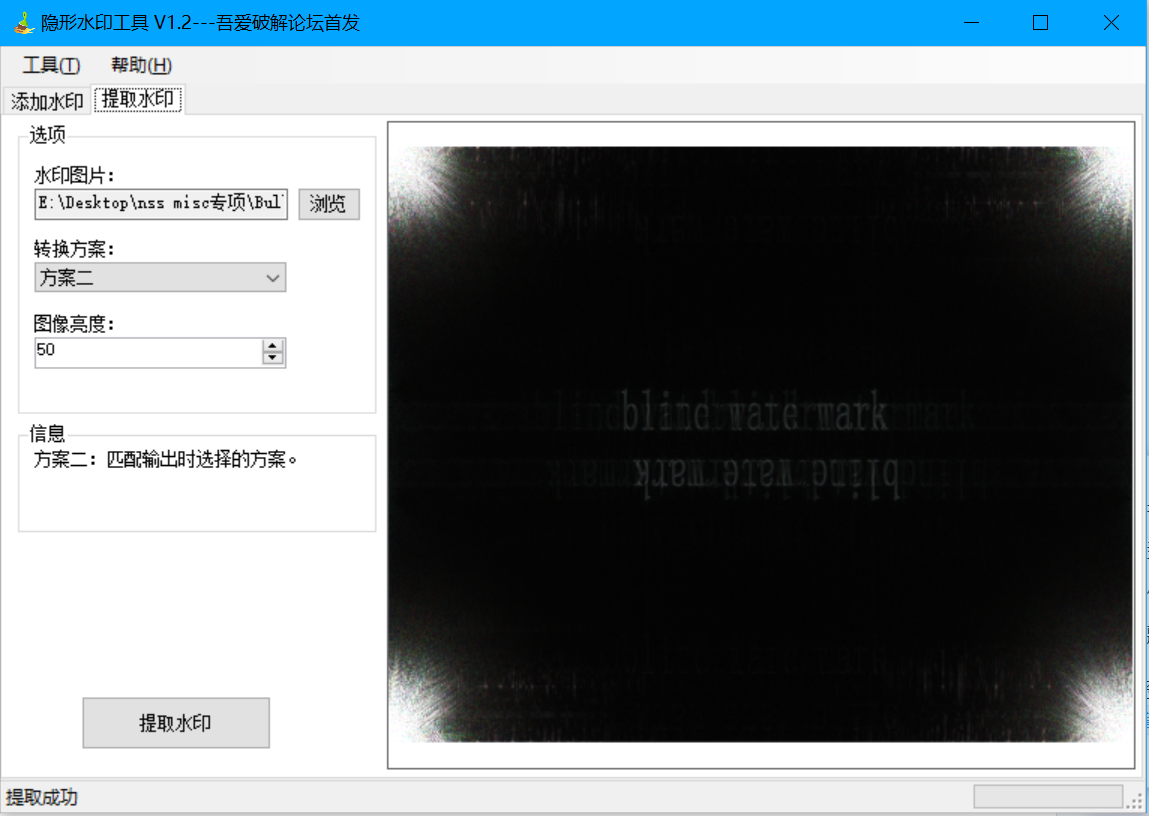 隐形水印工具 V1.2---吾爱破解论坛首发
工具(T) 帮助(H)
添加水印 提取水印
选项
水印图片：
E:\Desktop\nss misc专项\Bul
浏览
转换方案：
方案二
图像亮度：
50
信息
方案二：匹配输出时选择的方案。
提取水印
blind watermark
blind watermark
提取成功